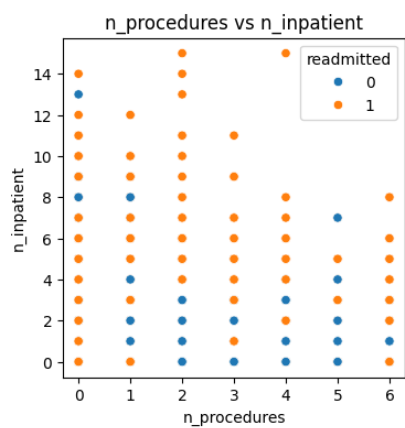 n_procedures vs n_inpatient
readmitted
0
1
14
12
10
8
6
4
2
0
n_inpatient
0 1 2 3 4 5 6
n_procedures